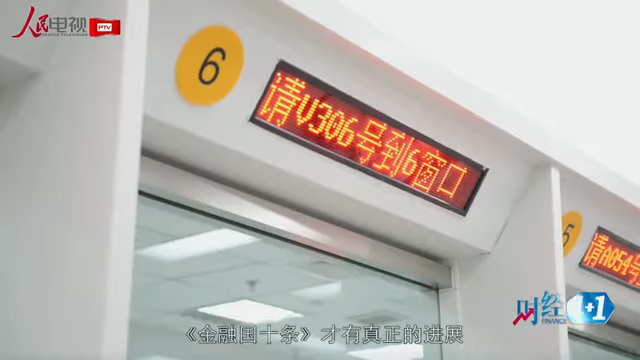 人民电视
PEOPLE TELEVISION
PTV
6
请V306号到6窗口
5
请A054号
财经
FINANCE
+1
《金融国十条》才有真正的进展